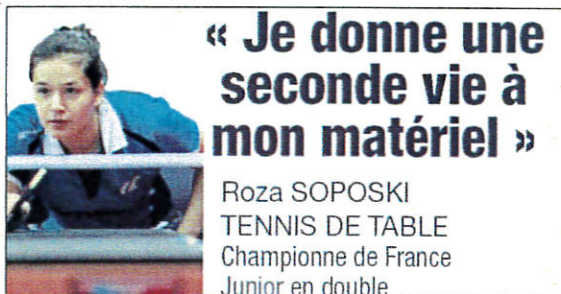 « Je donne une
seconde vie à
mon matériel »
Roza SOPOSKI
TENNIS DE TABLE
Championne de France
Junior en double